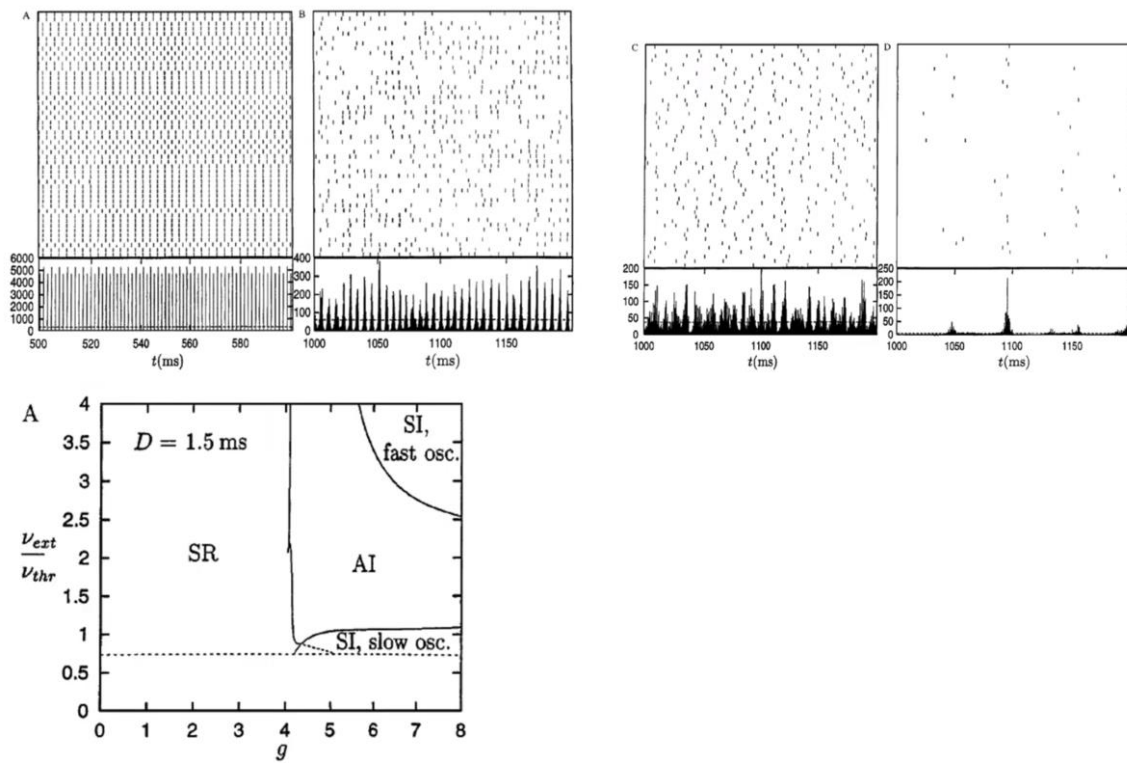 A
B
6000
5000
4000
3000
2000
1000
0
500
520
540
560
580
t(ms)
400
300
200
100
0
1000
1050
1100
1150
t(ms)
C
D
200
150
100
50
0
1000
1050
1100
1150
t(ms)
250
200
150
100
50
0
1000
1050
1100
1150
t(ms)
A
4
3.5
3
2.5
2
1.5
1
0.5
0
ν_ext
ν_thr
D = 1.5 ms
SR
AI
SI,
fast osc.
SI, slow osc.
0 1 2 3 4 5 6 7 8
g